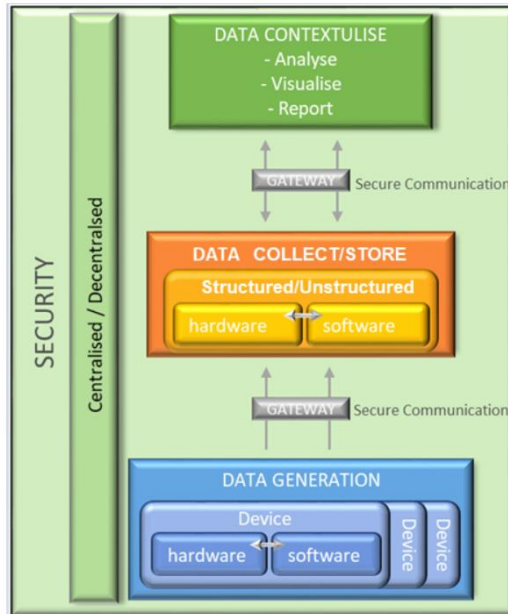 SECURITY
Centralised / Decentralsed
DATA CONTEXTULISE
- Analyse
- Visualise
- Report
GATEWAY
Secure Communication
DATA COLLECT/STORE
Structured/Unstructured
hardware
software
GATEWAY
Secure Communication
DATA GENERATION
Device
hardware
software
Device
Device